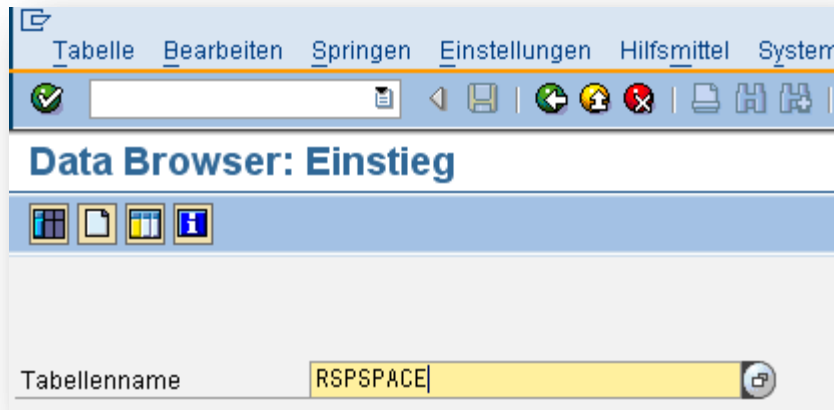 Tabelle Bearbeiten Springen Einstellungen Hilfsmittel System
Data Browser: Einstieg
Tabellenname RSPSPACE